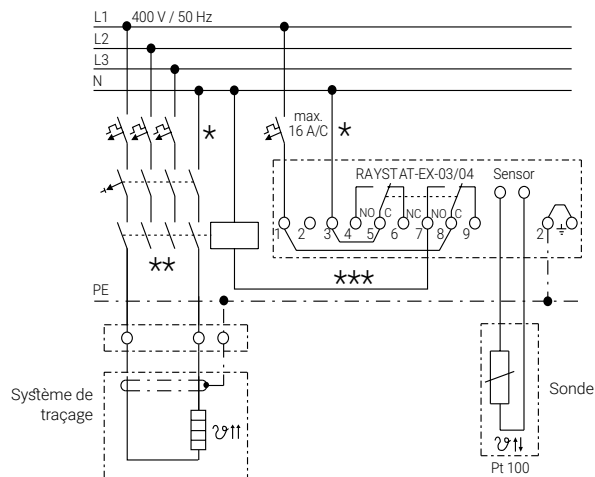 L1 400 V / 50 Hz
L2
L3
N
max.
16 A/C
*
*
RAYSTAT-EX-03/04
Sensor
NO C NC NO C
1 2 3 4 5 6 7 8 9 2
**
***
PE
Système de
traçage
ϑ↑↑
Sonde
ϑ↑↓
Pt 100